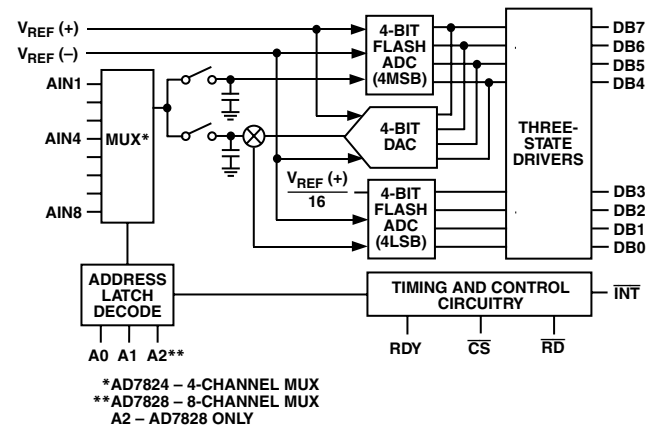 VREF (+)
VREF (–)
AIN1
AIN4
AIN8
MUX*
4-BIT
FLASH
ADC
(4MSB)
4-BIT
DAC
VREF (+)
16
4-BIT
FLASH
ADC
(4LSB)
THREE-
STATE
DRIVERS
DB7
DB6
DB5
DB4
DB3
DB2
DB1
DB0
ADDRESS
LATCH
DECODE
TIMING AND CONTROL
CIRCUITRY
INT
A0 A1 A2**
RDY CS RD
*AD7824 – 4-CHANNEL MUX
**AD7828 – 8-CHANNEL MUX
A2 – AD7828 ONLY